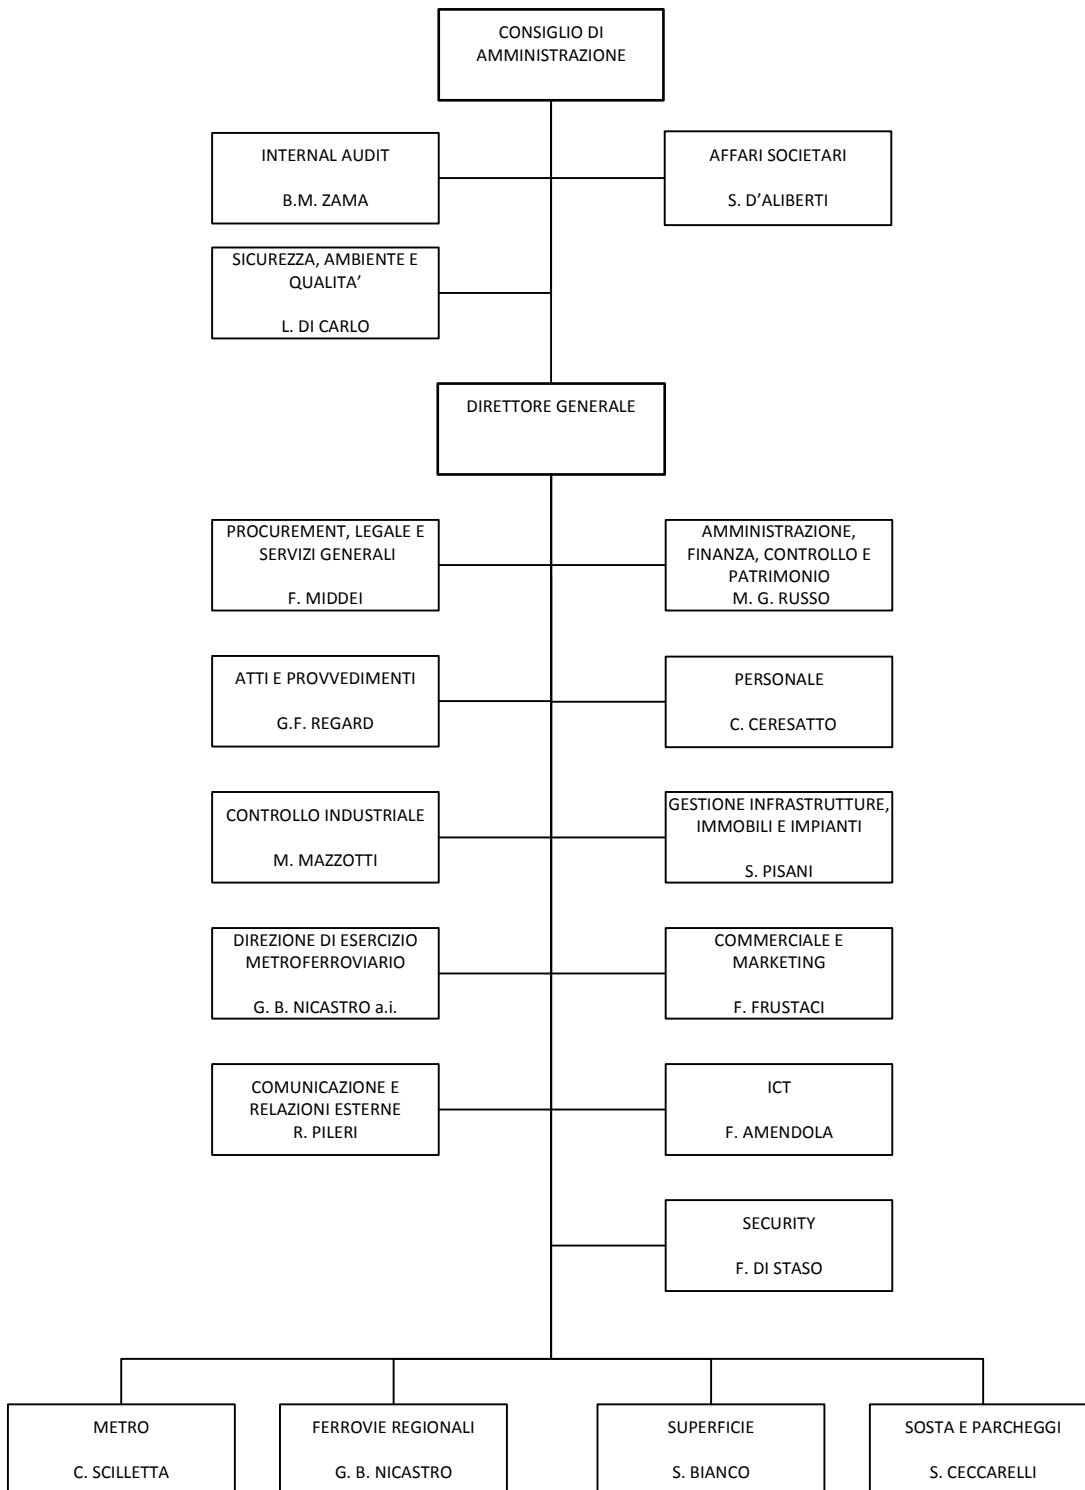 CONSIGLIO DI
AMMINISTRAZIONE
INTERNAL AUDIT
B.M. ZAMA
AFFARI SOCIETARI
S. D’ALIBERTI
SICUREZZA, AMBIENTE E
QUALITA’
L. DI CARLO
DIRETTORE GENERALE
PROCUREMENT, LEGALE E
SERVIZI GENERALI
F. MIDDEI
AMMINISTRAZIONE,
FINANZA, CONTROLLO E
PATRIMONIO
M. G. RUSSO
ATTI E PROVVEDIMENTI
G.F. REGARD
PERSONALE
C. CERESATTO
CONTROLLO INDUSTRIALE
M. MAZZOTTI
GESTIONE INFRASTRUTTURE,
IMMOBILI E IMPIANTI
S. PISANI
DIREZIONE DI ESERCIZIO
METROFERROVIARIO
G. B. NICASTRO a.i.
COMMERCIALE E
MARKETING
F. FRUSTACI
COMUNICAZIONE E
RELAZIONI ESTERNE
R. PILERI
ICT
F. AMENDOLA
SECURITY
F. DI STASO
METRO
C. SCILLETTA
FERROVIE REGIONALI
G. B. NICASTRO
SUPERFICIE
S. BIANCO
SOSTA E PARCHEGGI
S. CECCARELLI